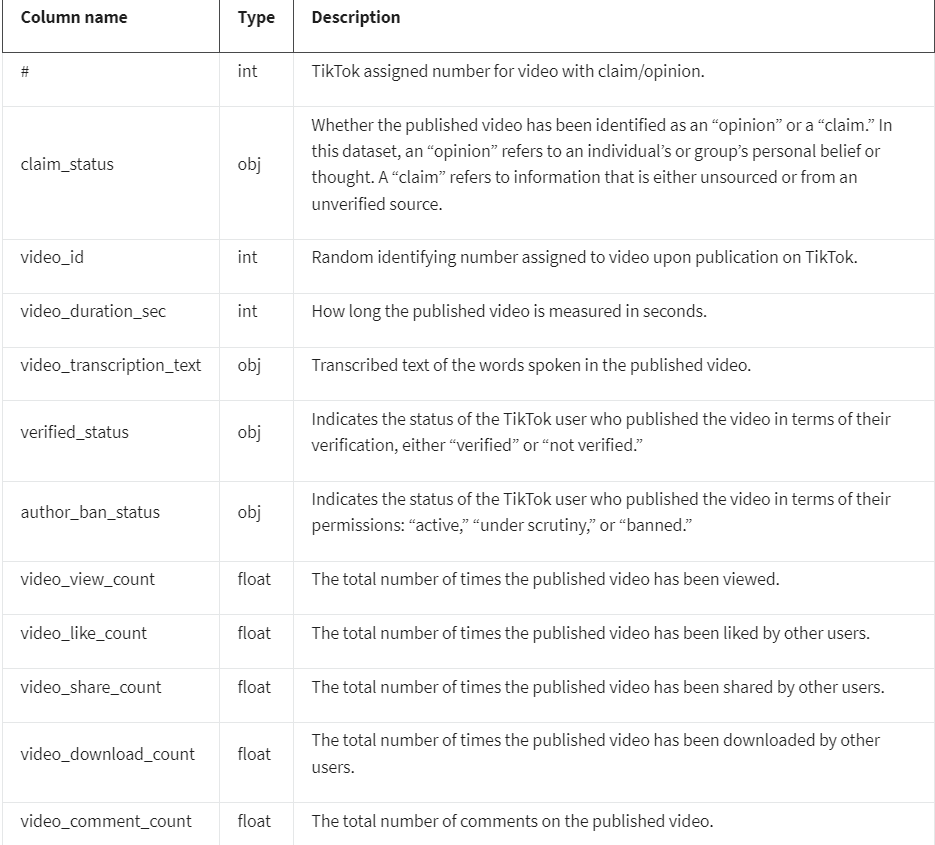 Column name Type Description
# int TikTok assigned number for video with claim/opinion.
Whether the published video has been identified as an “opinion” or a “claim.” In
this dataset, an “opinion” refers to an individual’s or group’s personal belief or
claim_status obj thought. A “claim” refers to information that is either unsourced or from an
unverified source.
video_id int Random identifying number assigned to video upon publication on TikTok.
video_duration_sec int How long the published video is measured in seconds.
video_transcription_text obj Transcribed text of the words spoken in the published video.
verified_status obj Indicates the status of the TikTok user who published the video in terms of their
verification, either “verified” or “not verified.”
author_ban_status obj Indicates the status of the TikTok user who published the video in terms of their
permissions: “active,” “under scrutiny,” or “banned.”
video_view_count float The total number of times the published video has been viewed.
video_like_count float The total number of times the published video has been liked by other users.
video_share_count float The total number of times the published video has been shared by other users.
video_download_count float The total number of times the published video has been downloaded by other
users.
video_comment_count float The total number of comments on the published video.